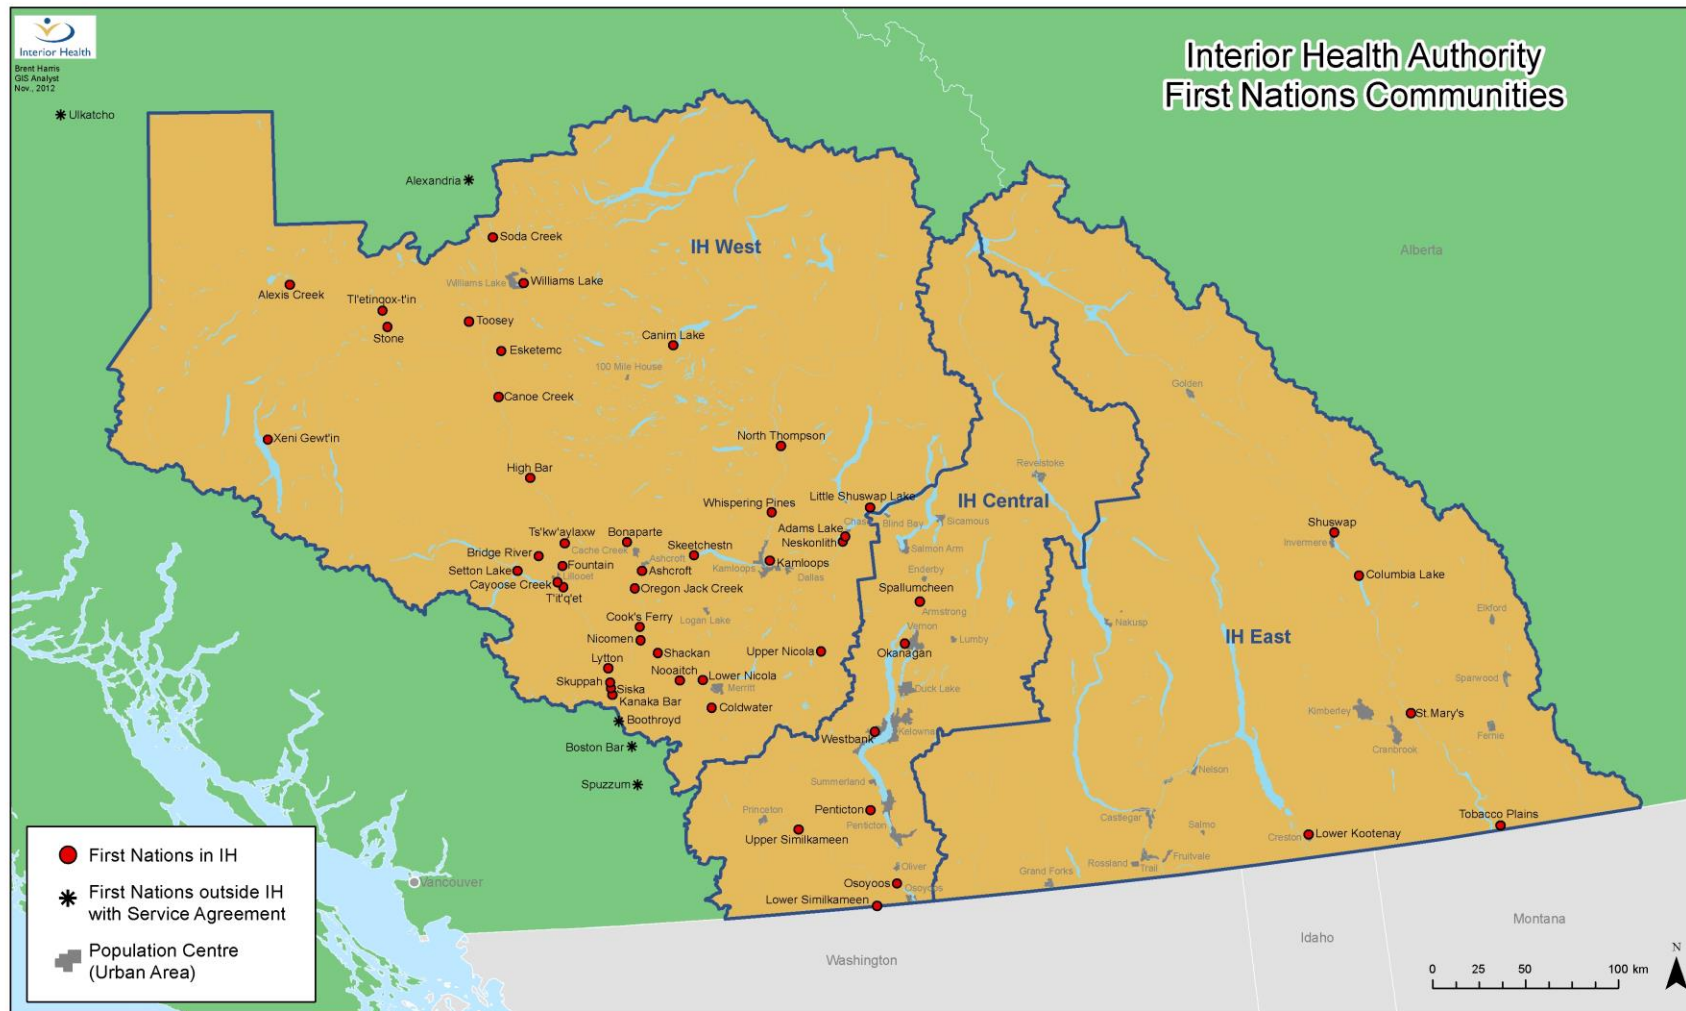 Interior Health
Brent Harris
GIS Analyst
Nov., 2012
Interior Health Authority
First Nations Communities
Ulkatcho
Alexandria
Soda Creek
IH West
Alberta
Williams Lake
Williams Lake
Alexis Creek
Tl'etinqox-t'in
Stone
Toosey
Canim Lake
Esketemc
100 Mile House
Golden
Canoe Creek
Xeni Gewt'in
North Thompson
High Bar
Revelstoke
Whispering Pines
Little Shuswap Lake
IH Central
Chase
Blind Bay
Sicamous
Adams Lake
Neskonlith
Salmon Arm
Shuswap
Invermere
Ts'kw'aylaxw
Bonaparte
Cache Creek
Skeetchestn
Bridge River
Ashcroft
Fountain
Kamloops
Kamloops
Dallas
Setton Lake
Lillooet
Ashcroft
Columbia Lake
Cayoose Creek
Oregon Jack Creek
T'it'q'et
Enderby
Spallumcheen
Armstrong
Elkford
Logan Lake
Cook's Ferry
Nakusp
Vernon
Nicomen
Lumby
IH East
Shackan
Upper Nicola
Okanagan
Lytton
Nooaitch
Lower Nicola
Skuppah
Siska
Merritt
Duck Lake
Sparwood
Kanaka Bar
Coldwater
Kimberley
St.Mary's
Boothroyd
Westbank
Kelowna
Cranbrook
Fernie
Boston Bar
Spuzzum
Summerland
Nelson
Princeton
Penticton
Penticton
Castlegar
Salmo
Tobacco Plains
Upper Similkameen
Creston
Lower Kootenay
Oliver
Rossland
Fruitvale
Trail
Grand Forks
Osoyoos
Osoyoos
Lower Similkameen
Vancouver
First Nations in IH
First Nations outside IH
with Service Agreement
Population Centre
(Urban Area)
Washington
Idaho
Montana
N
0 25 50 100 km